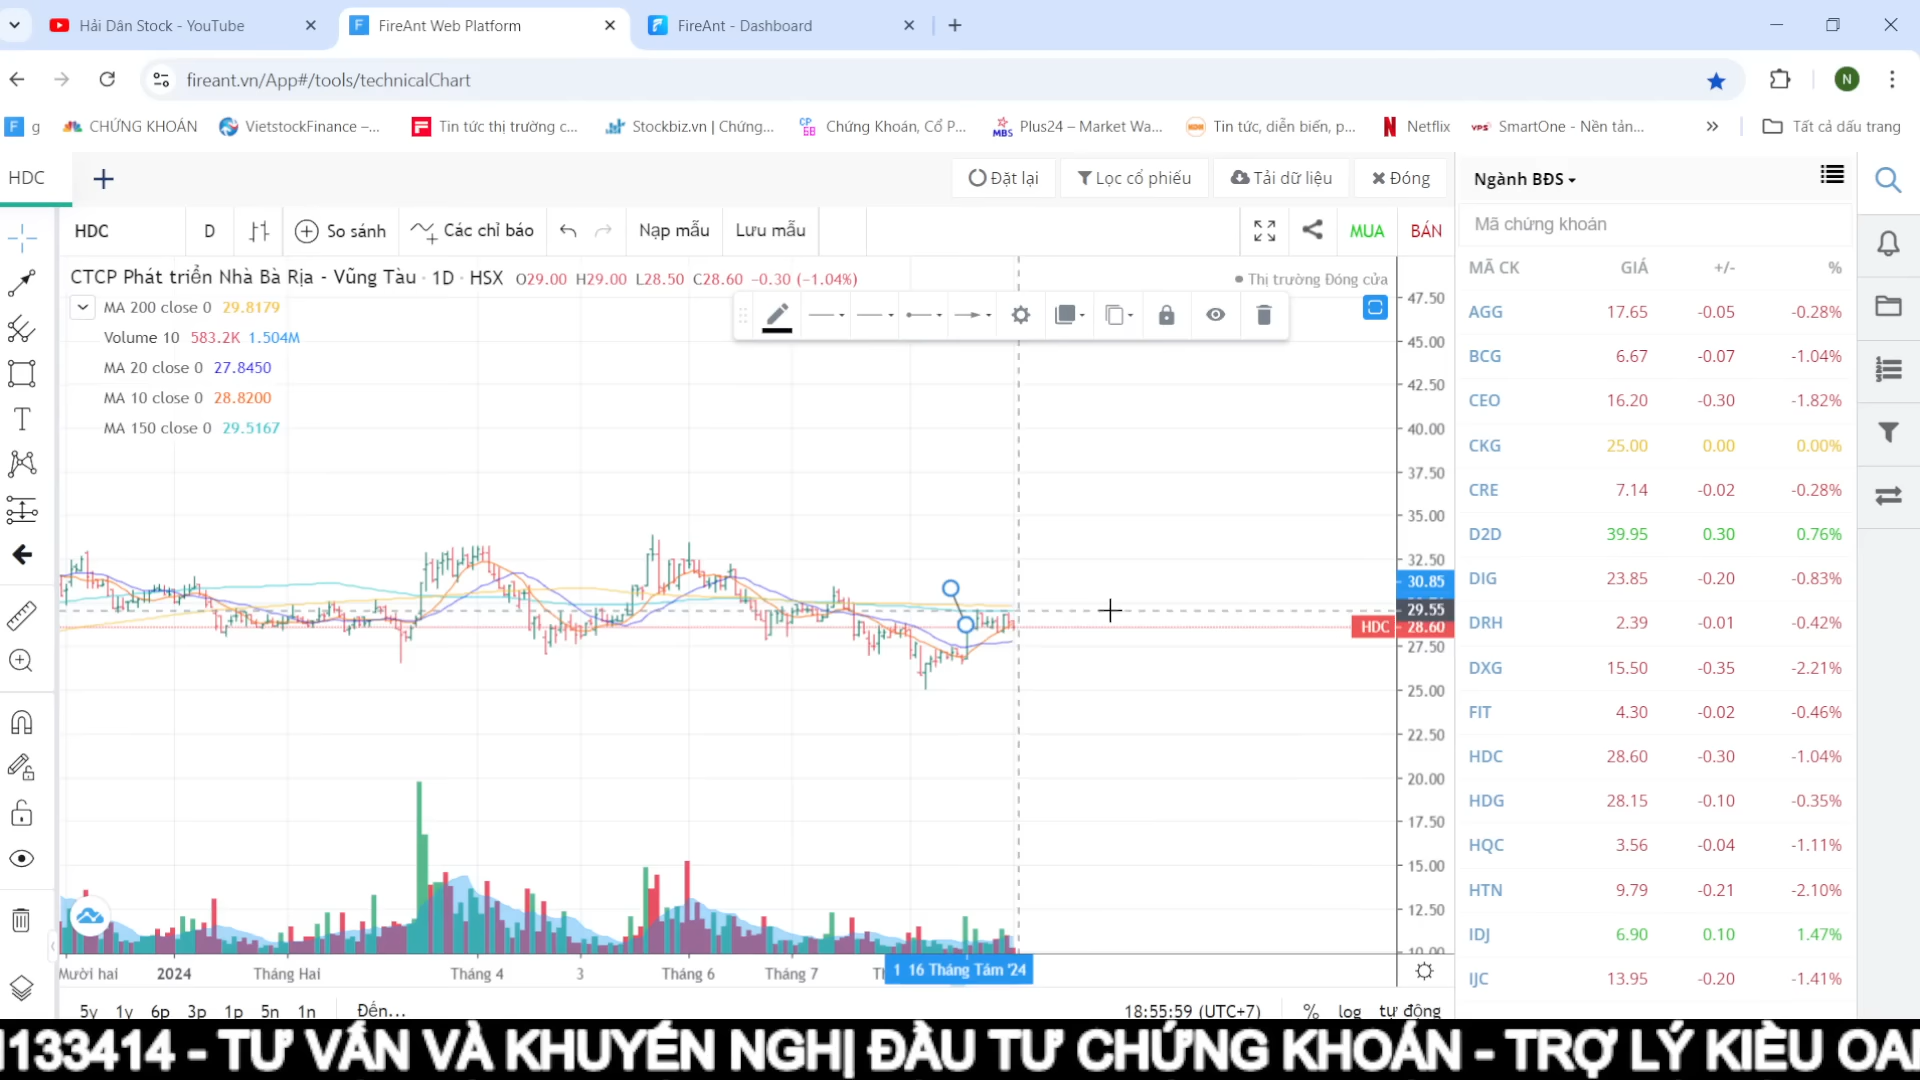 Hải Dân Stock - YouTube
FireAnt Web Platform
FireAnt - Dashboard
fireant.vn/App#/tools/technicalChart
N
g
CHỨNG KHOÁN
VietstockFinance –...
Tin tức thị trường c...
Stockbiz.vn | Chứng...
Chứng Khoán, Cổ P...
Plus24 – Market Wa...
Tin tức, diễn biến, p...
Netflix
SmartOne - Nền tản...
Tất cả dấu trang
HDC
Đặt lại
Lọc cổ phiếu
Tải dữ liệu
Đóng
Ngành BĐS
HDC
D
So sánh
Các chỉ báo
Nạp mẫu
Lưu mẫu
MUA
BÁN
Mã chứng khoán
CTCP Phát triển Nhà Bà Rịa - Vũng Tàu · 1D · HSX O29.00 H29.00 L28.50 C28.60 −0.30 (−1.04%)
Thị trường Đóng cửa
MA 200 close 0 29.8179
Volume 10 583.2K 1.504M
MA 20 close 0 27.8450
MA 10 close 0 28.8200
MA 150 close 0 29.5167
47.50
45.00
42.50
40.00
37.50
35.00
32.50
30.85
29.55
HDC 28.60
27.50
25.00
22.50
20.00
17.50
15.00
12.50
10.00
MÃ CK GIÁ +/- %
AGG 17.65 -0.05 -0.28%
BCG 6.67 -0.07 -1.04%
CEO 16.20 -0.30 -1.82%
CKG 25.00 0.00 0.00%
CRE 7.14 -0.02 -0.28%
D2D 39.95 0.30 0.76%
DIG 23.85 -0.20 -0.83%
DRH 2.39 -0.01 -0.42%
DXG 15.50 -0.35 -2.21%
FIT 4.30 -0.02 -0.46%
HDC 28.60 -0.30 -1.04%
HDG 28.15 -0.10 -0.35%
HQC 3.56 -0.04 -1.11%
HTN 9.79 -0.21 -2.10%
IDJ 6.90 0.10 1.47%
IJC 13.95 -0.20 -1.41%
Mười hai 2024 Tháng Hai Tháng 4 3 Tháng 6 Tháng 7 1 16 Tháng Tám '24
5y 1y 6p 3p 1p 5n 1n Đến...
18:55:59 (UTC+7) % log tự động
133414 - TƯ VẤN VÀ KHUYẾN NGHỊ ĐẦU TƯ CHỨNG KHOÁN - TRỢ LÝ KIỀU OA